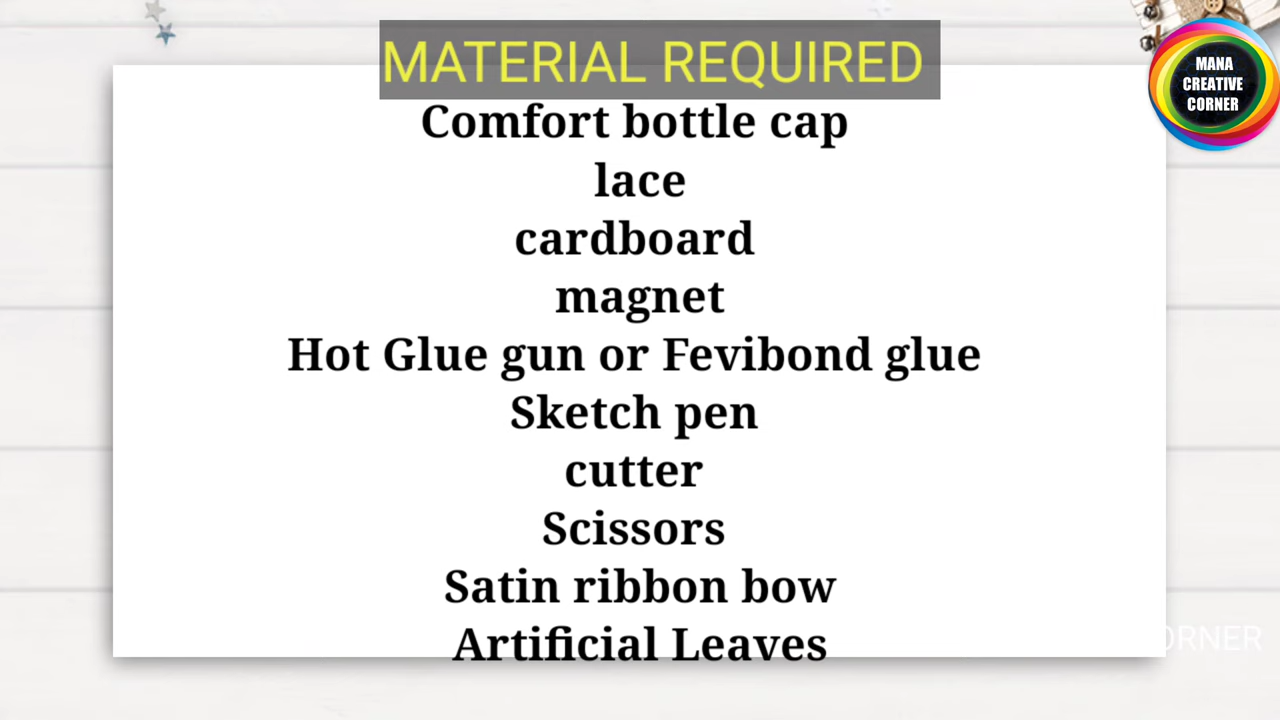 MATERIAL REQUIRED
MANA
CREATIVE
CORNER
Comfort bottle cap
lace
cardboard
magnet
Hot Glue gun or Fevibond glue
Sketch pen
cutter
Scissors
Satin ribbon bow
Artificial Leaves